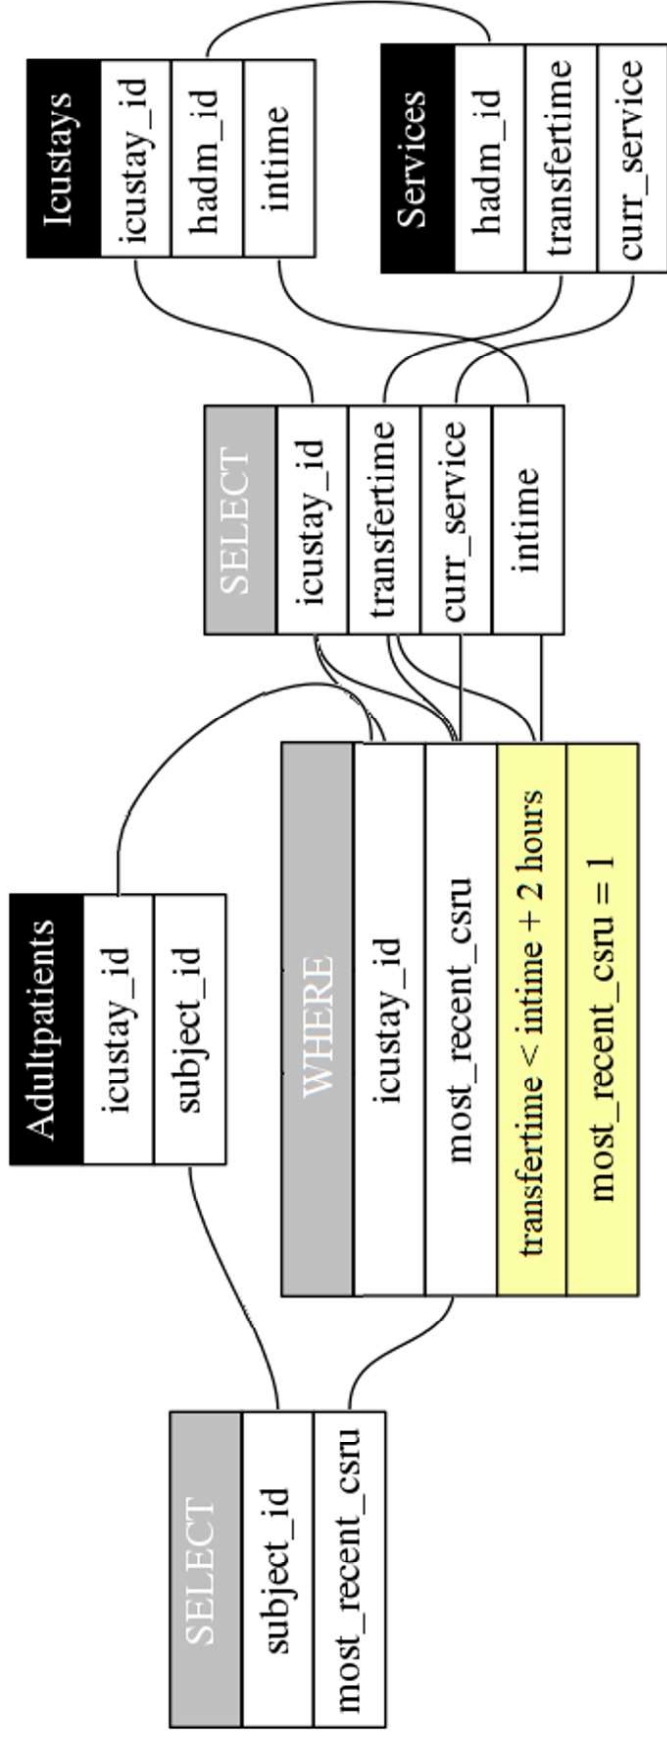 SELECT
subject_id
most_recent_csru
Adultpatients
icustay_id
subject_id
WHERE
icustay_id
most_recent_csru
transfertime < intime + 2 hours
most_recent_csru = 1
SELECT
icustay_id
transfertime
curr_service
intime
Icustays
icustay_id
hadm_id
intime
Services
hadm_id
transfertime
curr_service